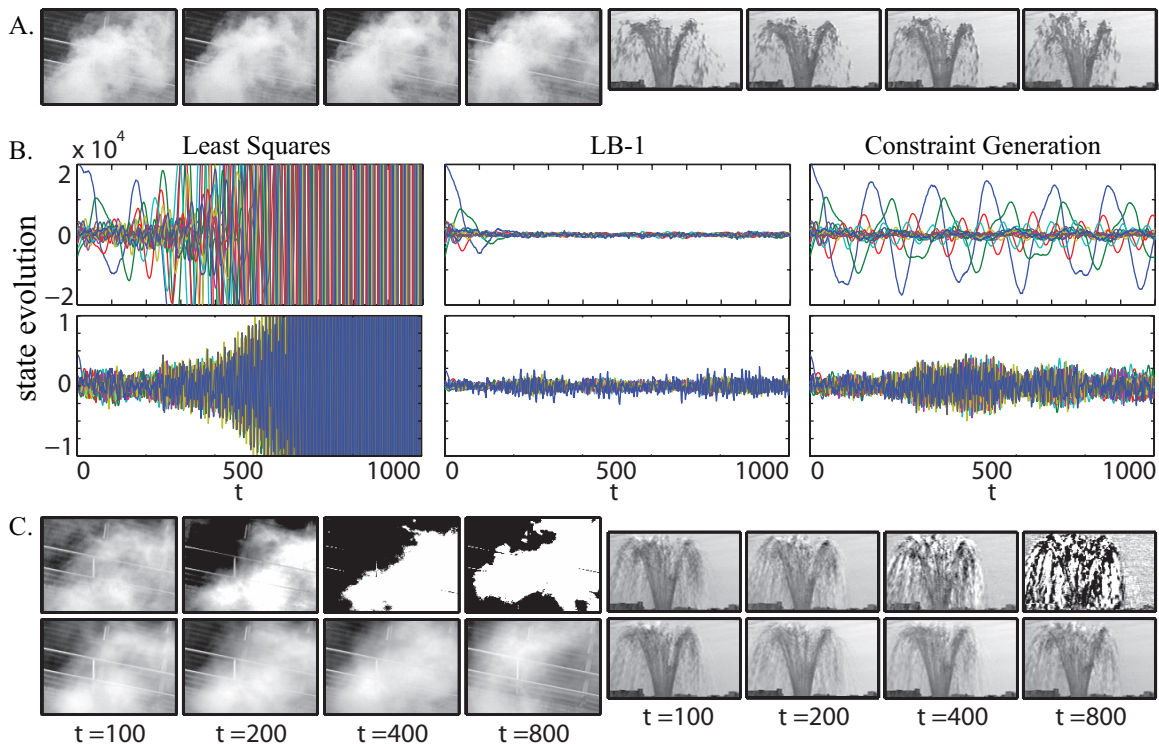 A.
B.
x 10^4
Least Squares
LB-1
Constraint Generation
state evolution
2
0
−2
1
0
−1
0 500 1000
0 500 1000
0 500 1000
t
t
t
C.
t =100 t =200 t =400 t =800 t =100 t =200 t =400 t =800